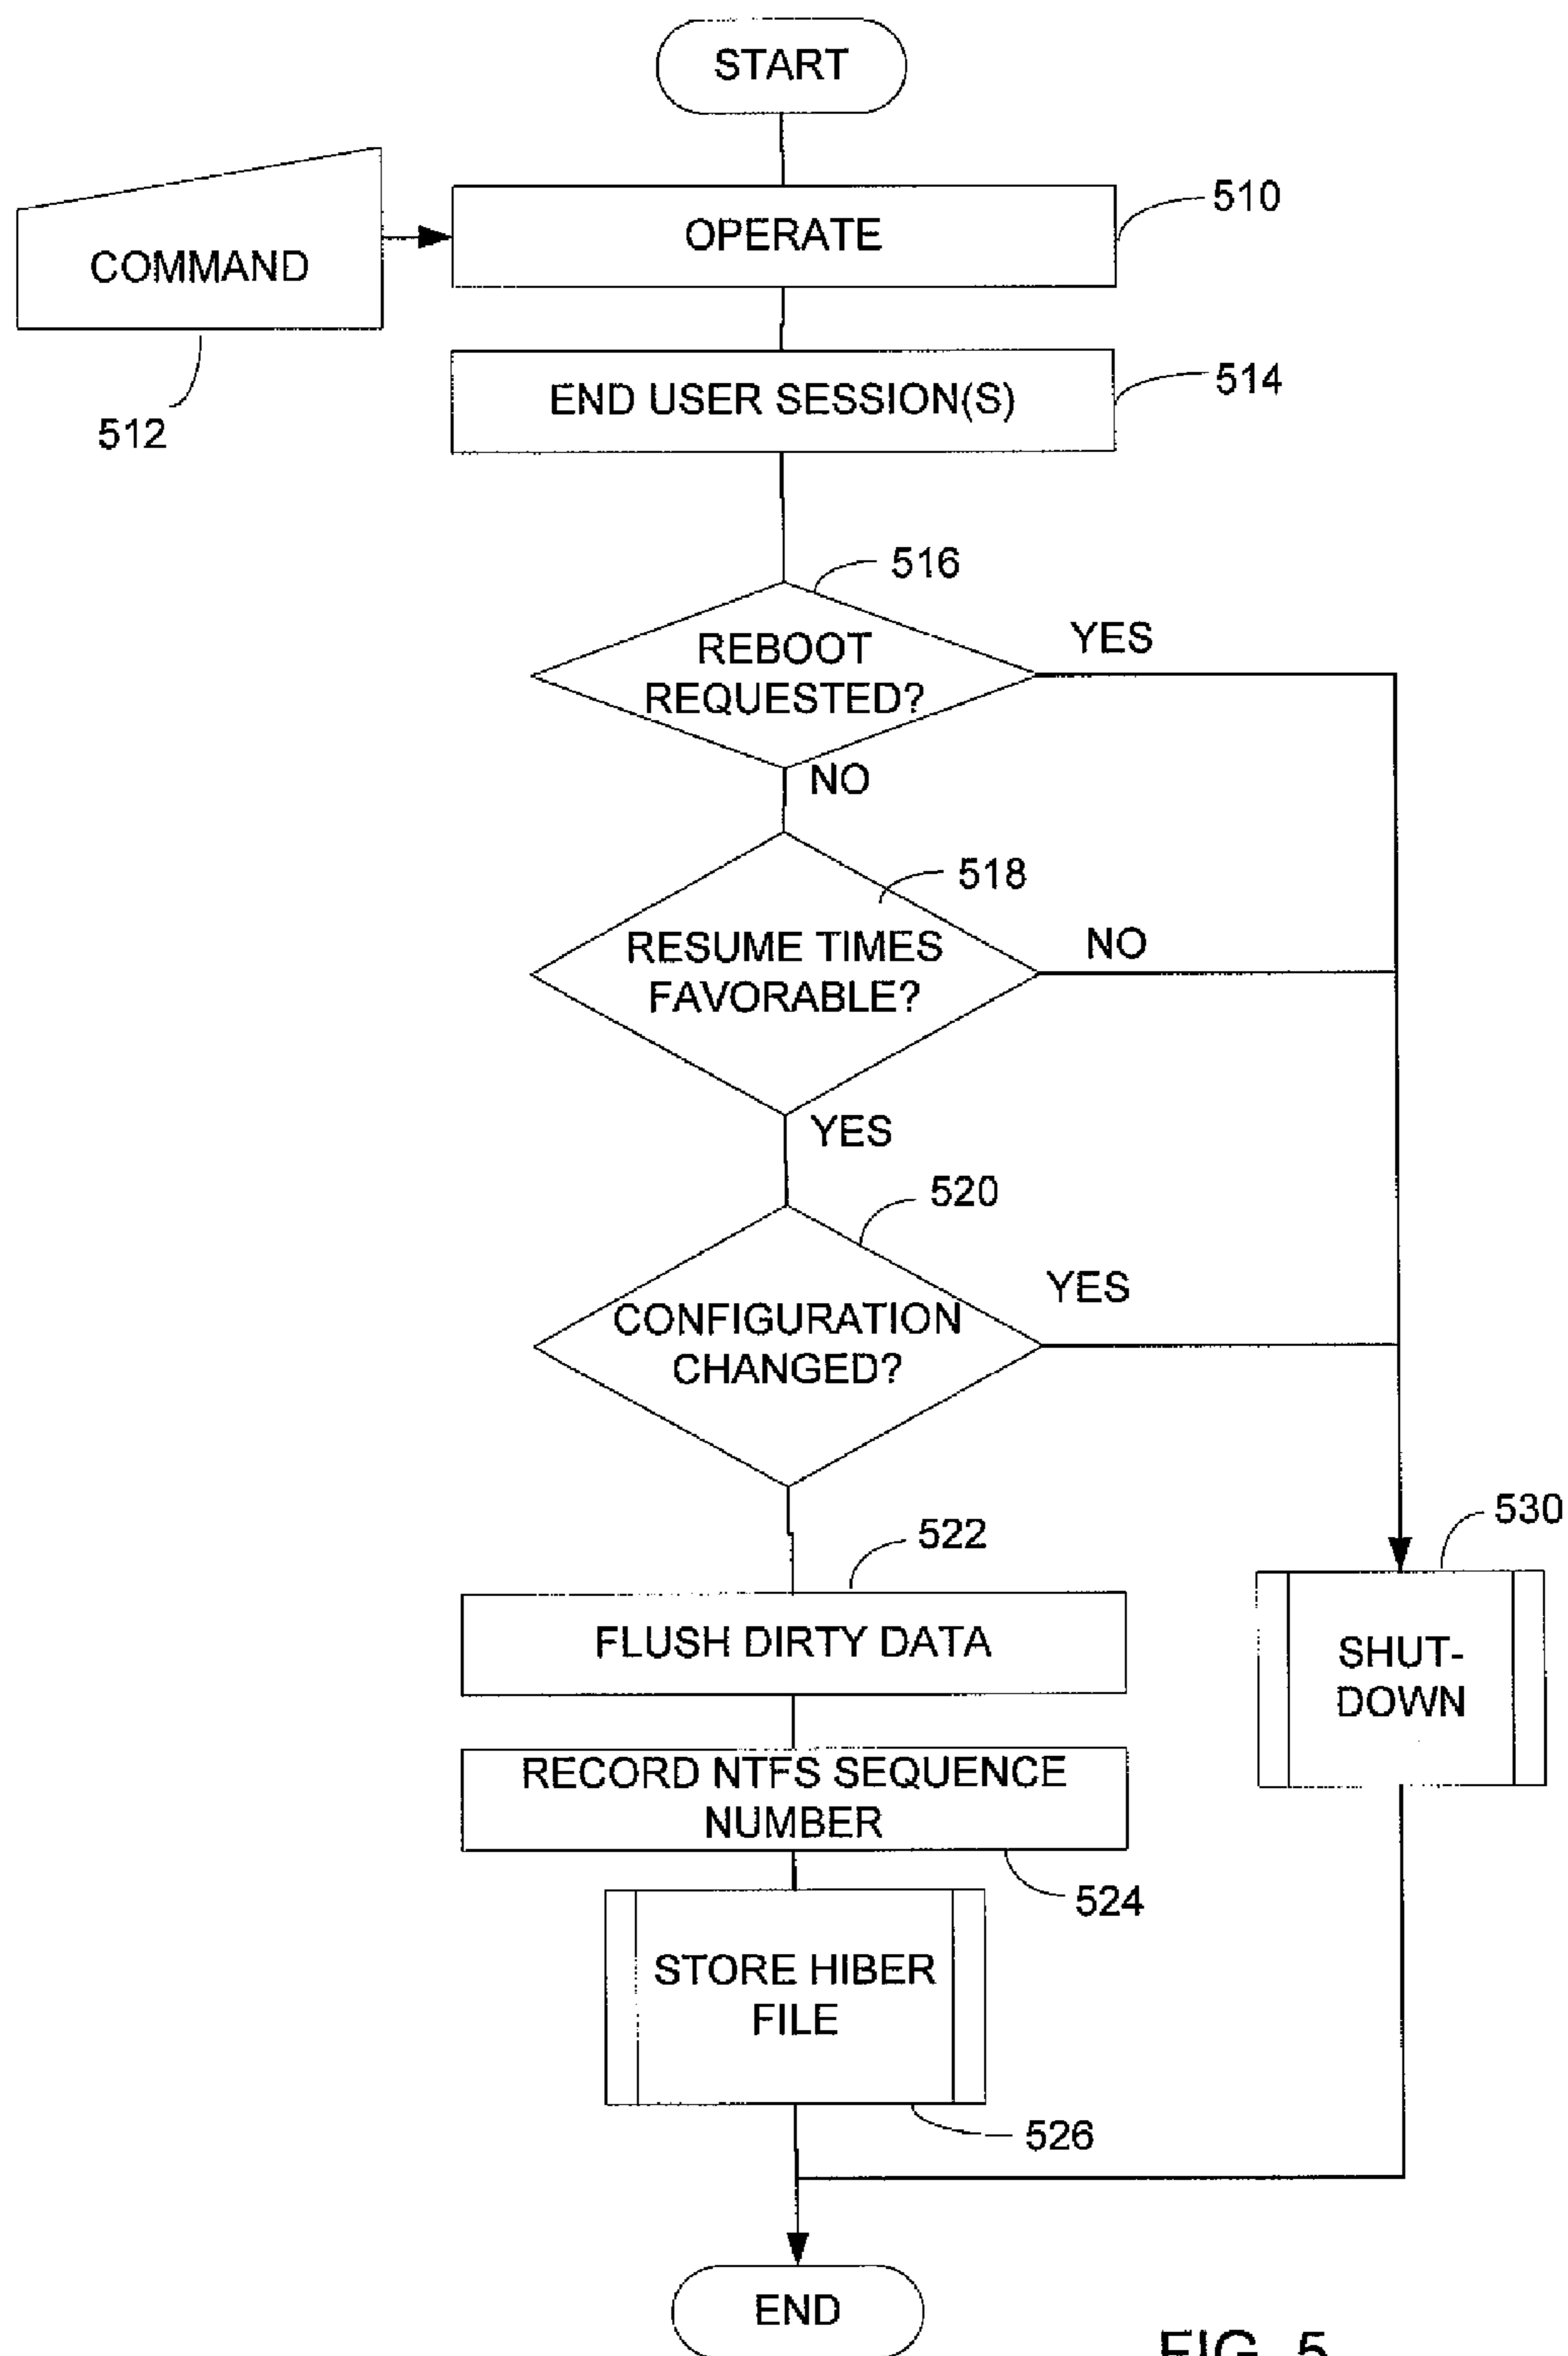 START
COMMAND
512
OPERATE
510
END USER SESSION(S)
514
516
REBOOT
REQUESTED?
YES
NO
518
RESUME TIMES
FAVORABLE?
NO
YES
520
CONFIGURATION
CHANGED?
YES
522
FLUSH DIRTY DATA
530
SHUT-
DOWN
RECORD NTFS SEQUENCE
NUMBER
524
STORE HIBER
FILE
526
END
FIG. 5